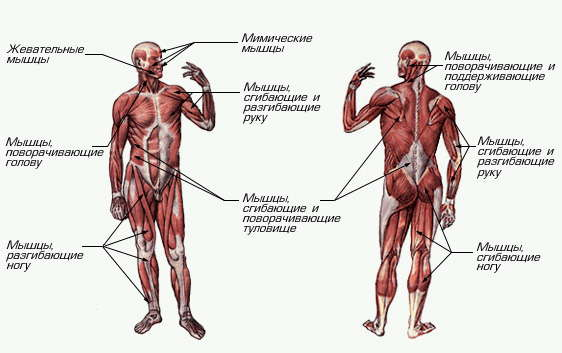 Жевательные
мышцы
Мимические
мышцы
Мышцы,
сгибающие и
разгибающие
руку
Мышцы,
поворачивающие
голову
Мышцы,
сгибающие и
поворачивающие
туловище
Мышцы,
разгибающие
ногу
Мышцы,
поворачивающие и
поддерживающие
голову
Мышцы,
сгибающие и
разгибающие
руку
Мышцы,
сгибающие
ногу